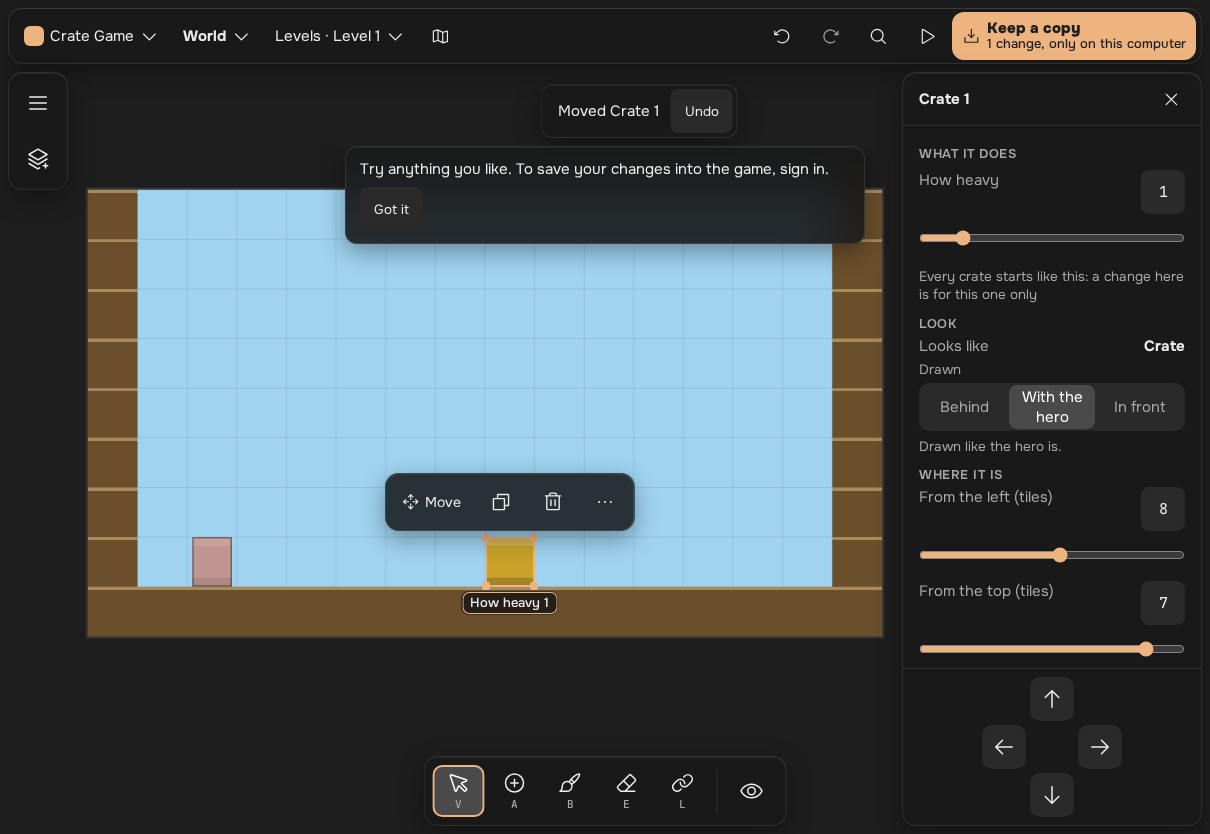 Crate Game
World
Levels · Level 1
Keep a copy
1 change, only on this computer
Moved Crate 1
Undo
Try anything you like. To save your changes into the game, sign in.
Got it
Move
How heavy 1
V
A
B
E
L
Crate 1
WHAT IT DOES
How heavy
1
Every crate starts like this: a change here
is for this one only
LOOK
Looks like
Crate
Drawn
Behind
With the
hero
In front
Drawn like the hero is.
WHERE IT IS
From the left (tiles)
8
From the top (tiles)
7